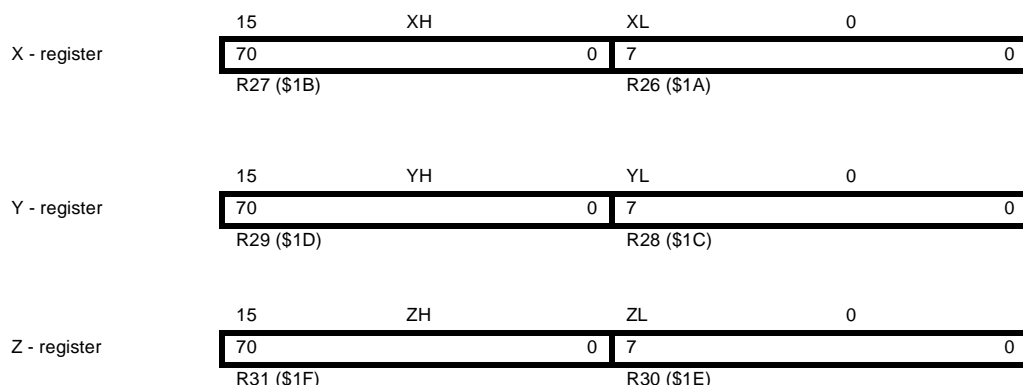 15 XH XL 0
X - register 70 0 7 0
R27 ($1B) R26 ($1A)
15 YH YL 0
Y - register 70 0 7 0
R29 ($1D) R28 ($1C)
15 ZH ZL 0
Z - register 70 0 7 0
R31 ($1F) R30 ($1E)